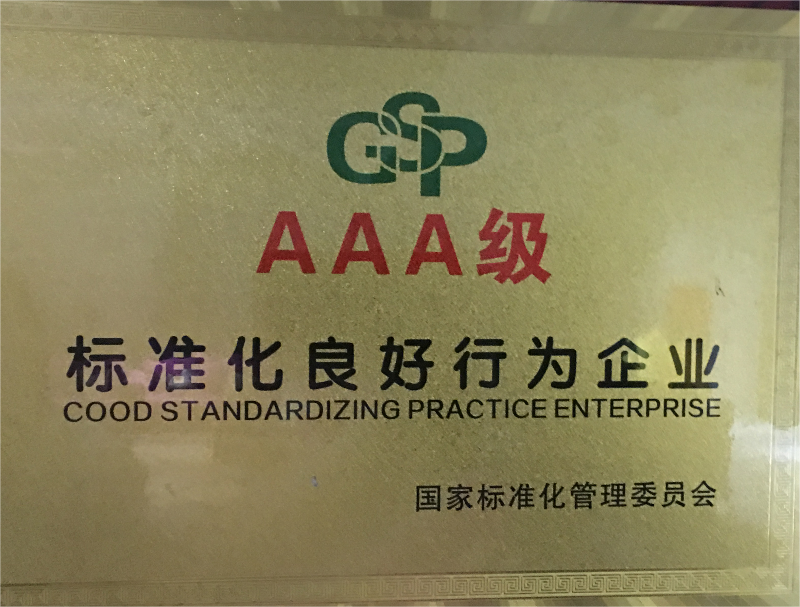 GSP
AAA级
标准化良好行为企业
COOD STANDARDIZING PRACTICE ENTERPRISE
国家标准化管理委员会